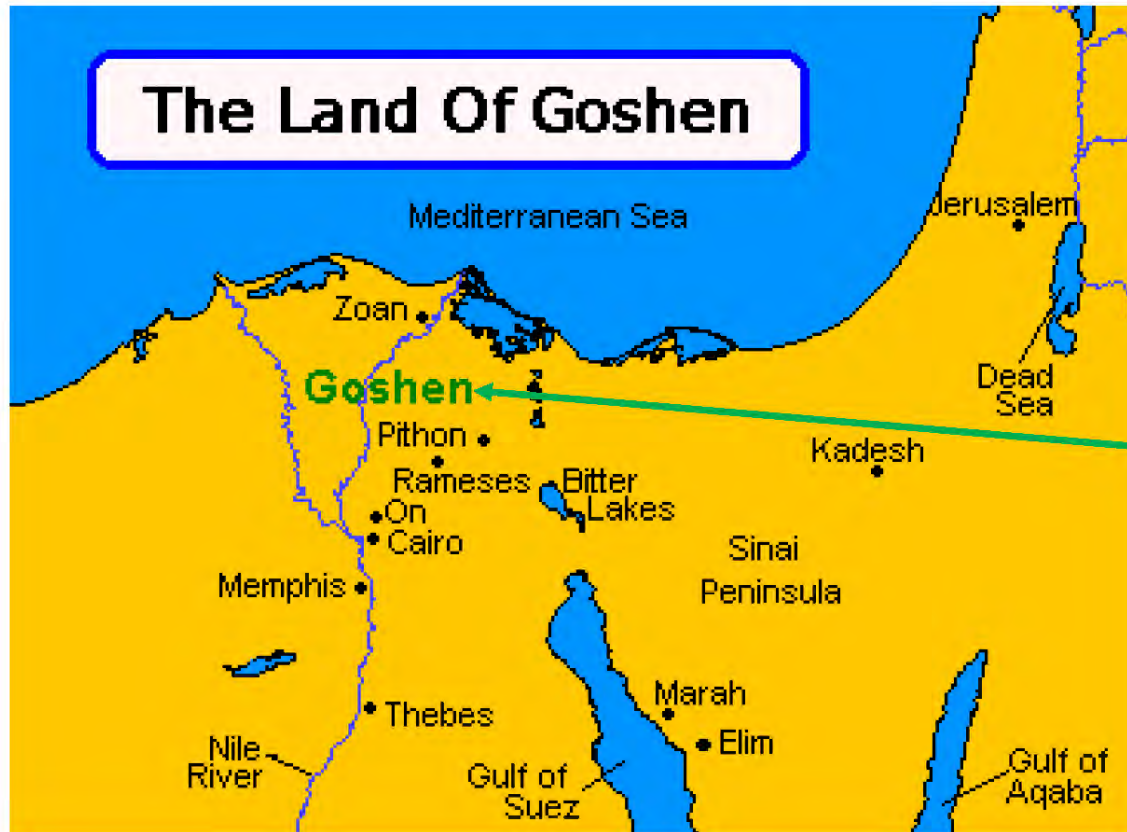 The Land Of Goshen
Mediterranean Sea
Jerusalem
Zoan
Goshen
Dead
Sea
Pithon
Rameses
Kadesh
Bitter
Lakes
On
Cairo
Sinai
Peninsula
Memphis
Marah
Thebes
Elim
Nile
River
Gulf of
Suez
Gulf of
Aqaba